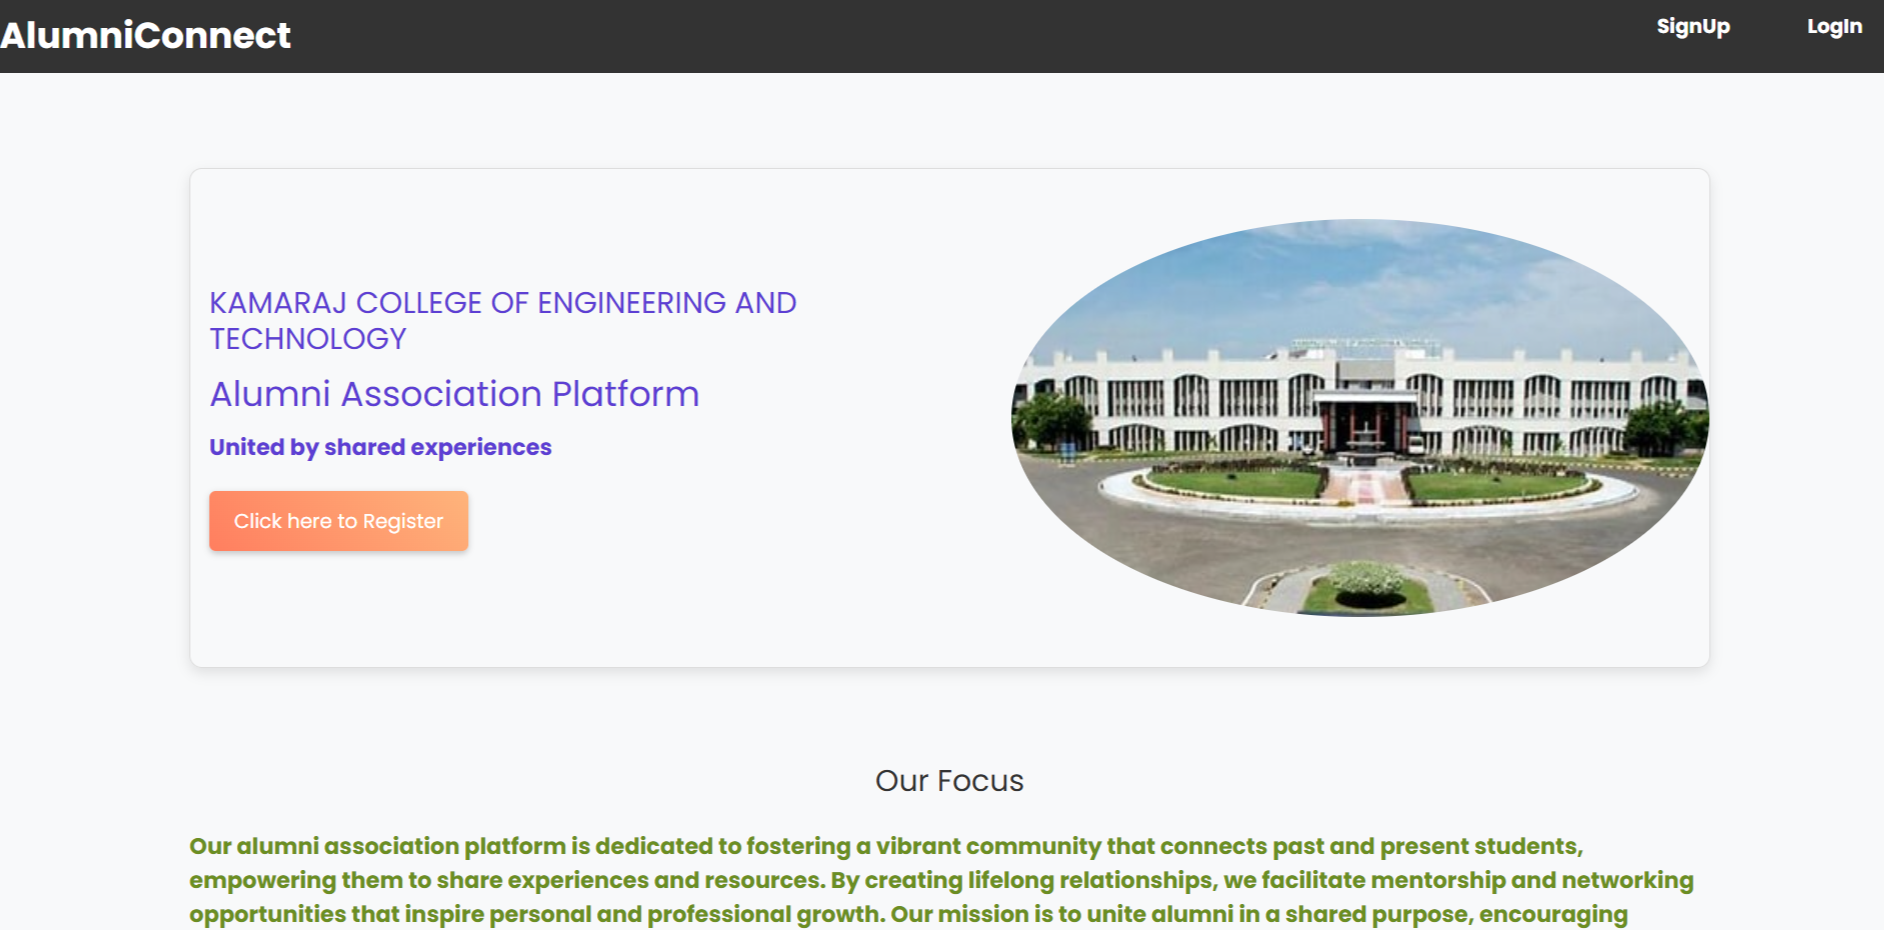 AlumniConnect
SignUp
LogIn
KAMARAJ COLLEGE OF ENGINEERING AND
TECHNOLOGY
Alumni Association Platform
United by shared experiences
Click here to Register
Our Focus
Our alumni association platform is dedicated to fostering a vibrant community that connects past and present students,
empowering them to share experiences and resources. By creating lifelong relationships, we facilitate mentorship and networking
opportunities that inspire personal and professional growth. Our mission is to unite alumni in a shared purpose, encouraging